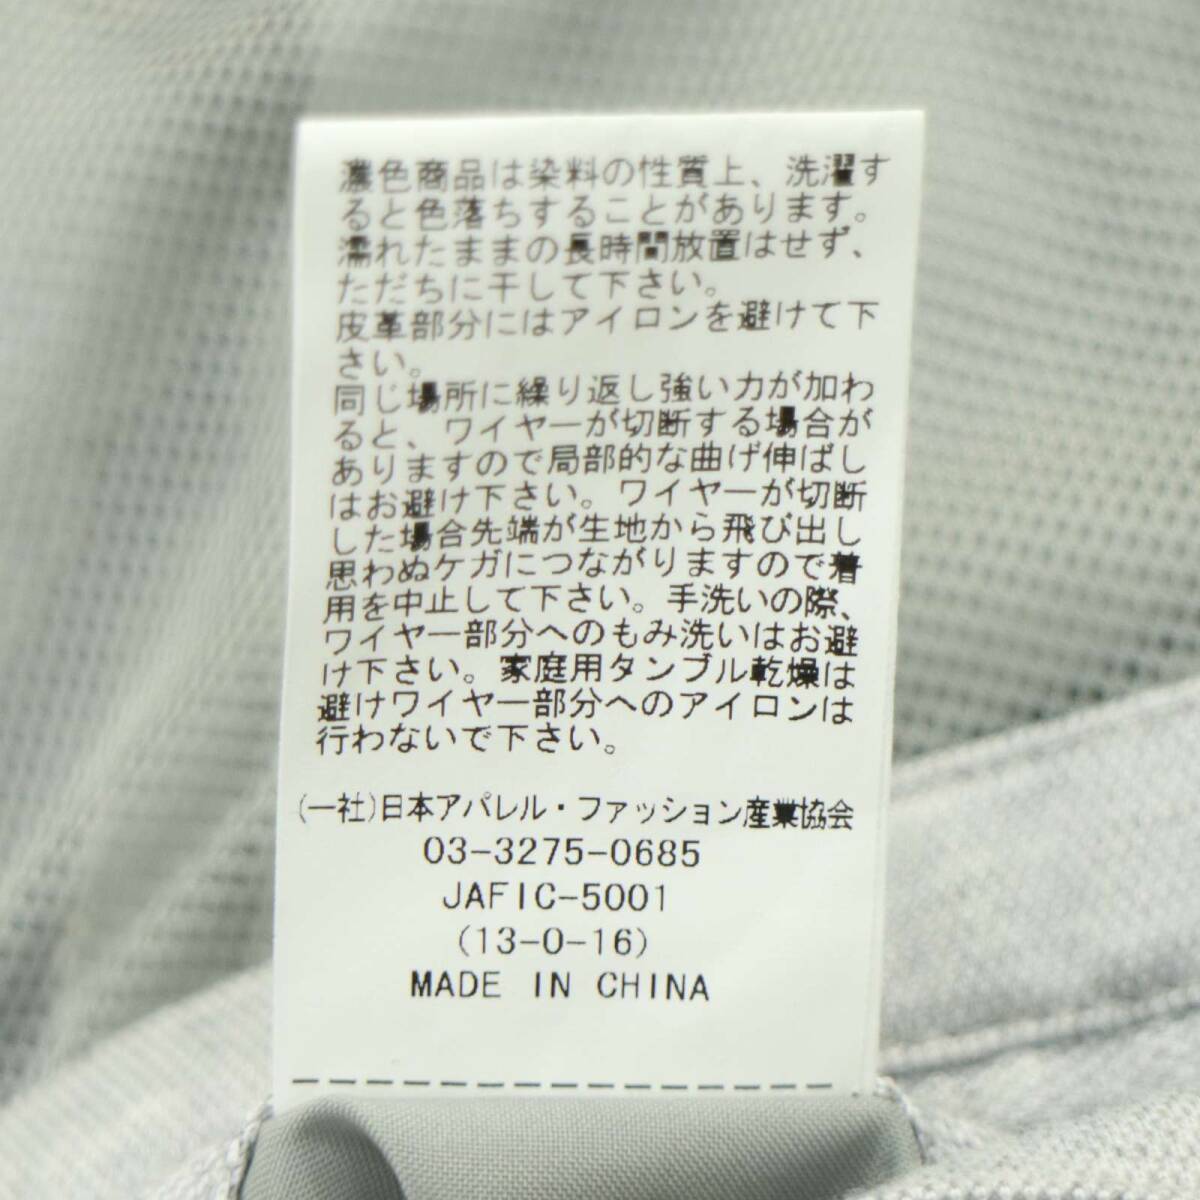 濃色商品は染料の性質上、洗濯す
ると色落ちすることがあります。
濡れたままの長時間放置はせず、
ただちに干して下さい。
皮革部分にはアイロンを避けて下
さい。
同じ場所に繰り返し強い力が加わ
ると、ワイヤーが切断する場合が
ありますので局部的な曲げ伸ばし
はお避け下さい。ワイヤーが切断
した場合先端が生地から飛び出し
思わぬケガにつながりますので着
用を中止して下さい。手洗いの際、
ワイヤー部分へのもみ洗いはお避
け下さい。家庭用タンブル乾燥は
避けワイヤー部分へのアイロンは
行わないで下さい。
(一社)日本アパレル・ファッション産業協会
03-3275-0685
JAFIC-5001
(13-0-16)
MADE IN CHINA